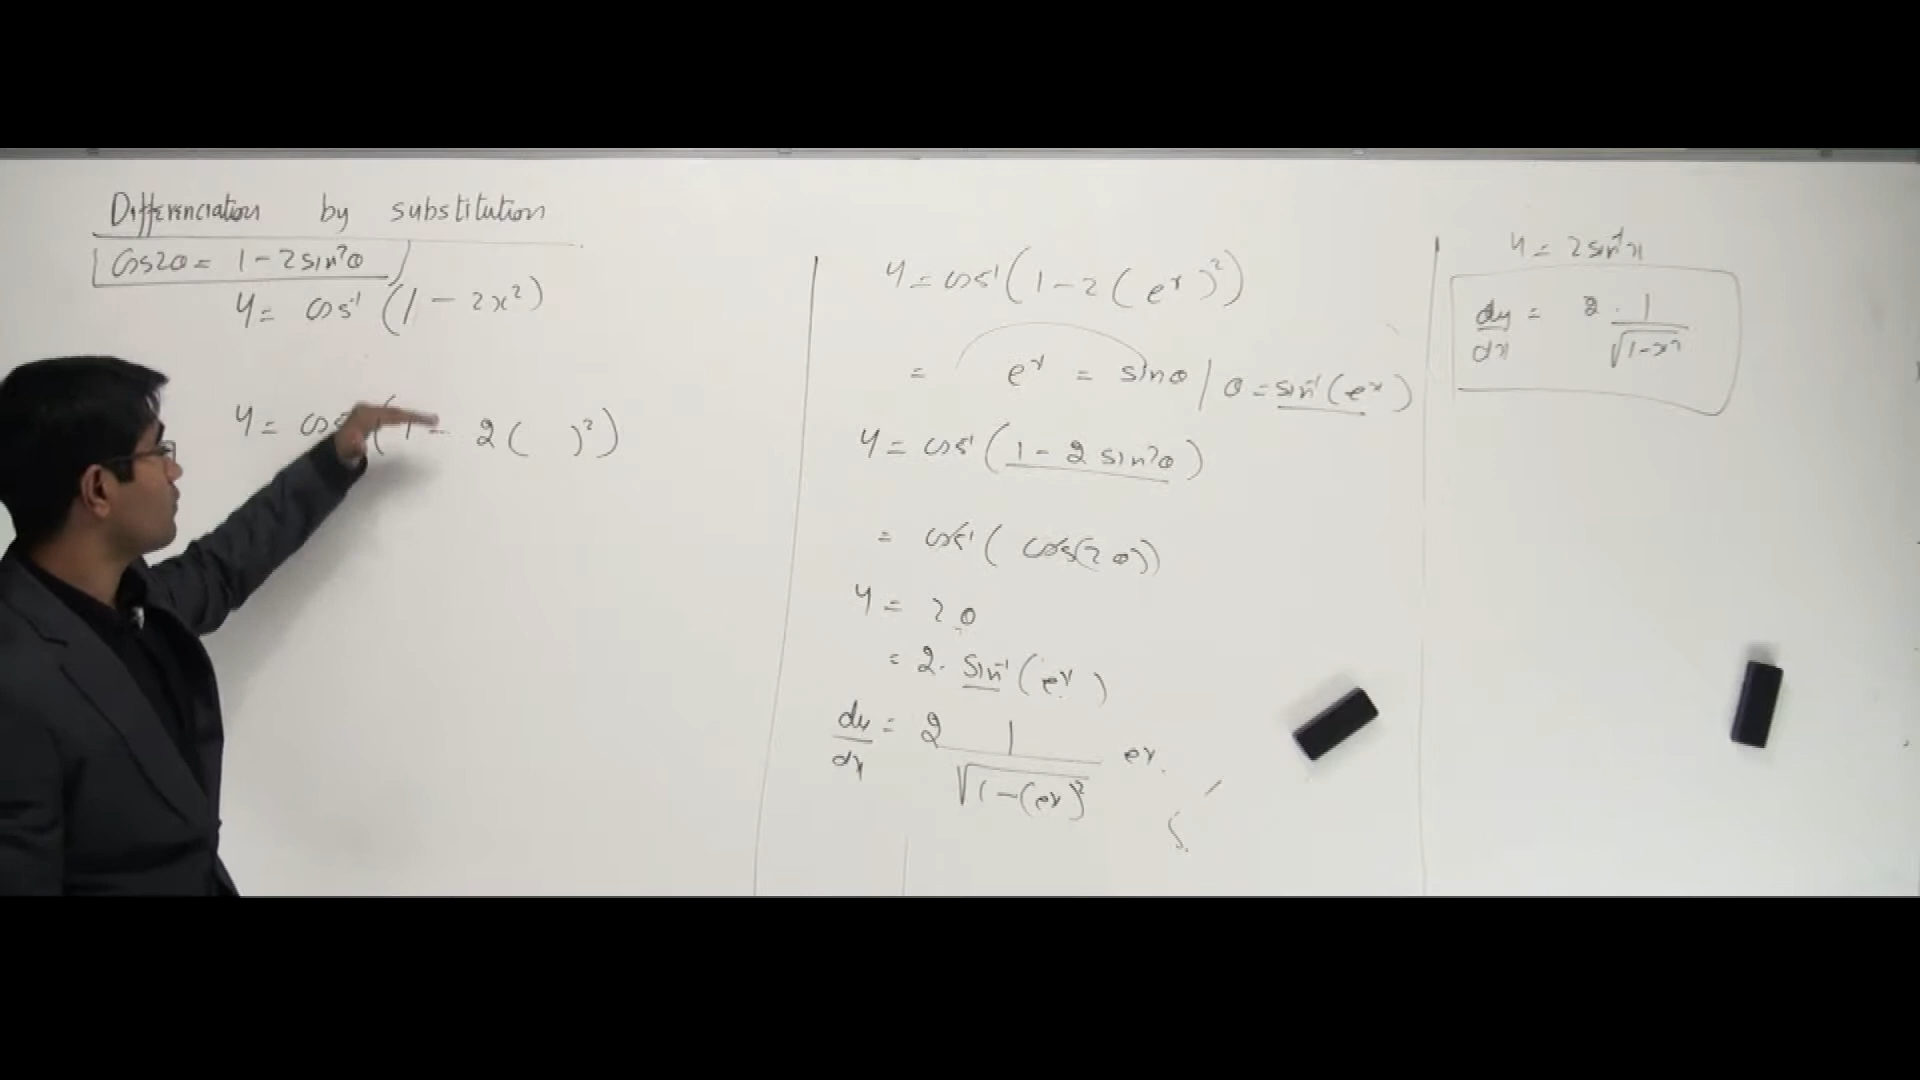 Differenciation by substitution
cos2θ = 1 - 2sin²θ
y = cos⁻¹(1 - 2x²)
y = cos⁻¹(1 - 2( )²)
y = cos⁻¹(1 - 2(eˣ)²)
= eˣ = sinθ / θ = sin⁻¹(eˣ)
y = cos⁻¹(1 - 2 sin²θ)
= cos⁻¹(cos(2θ))
y = 2θ
= 2. sin⁻¹(eˣ)
dy/dx = 2 1/√(1-(eˣ)²) eˣ.
y = 2sin⁻¹x
dy/dx = 2 . 1/√(1-x²)